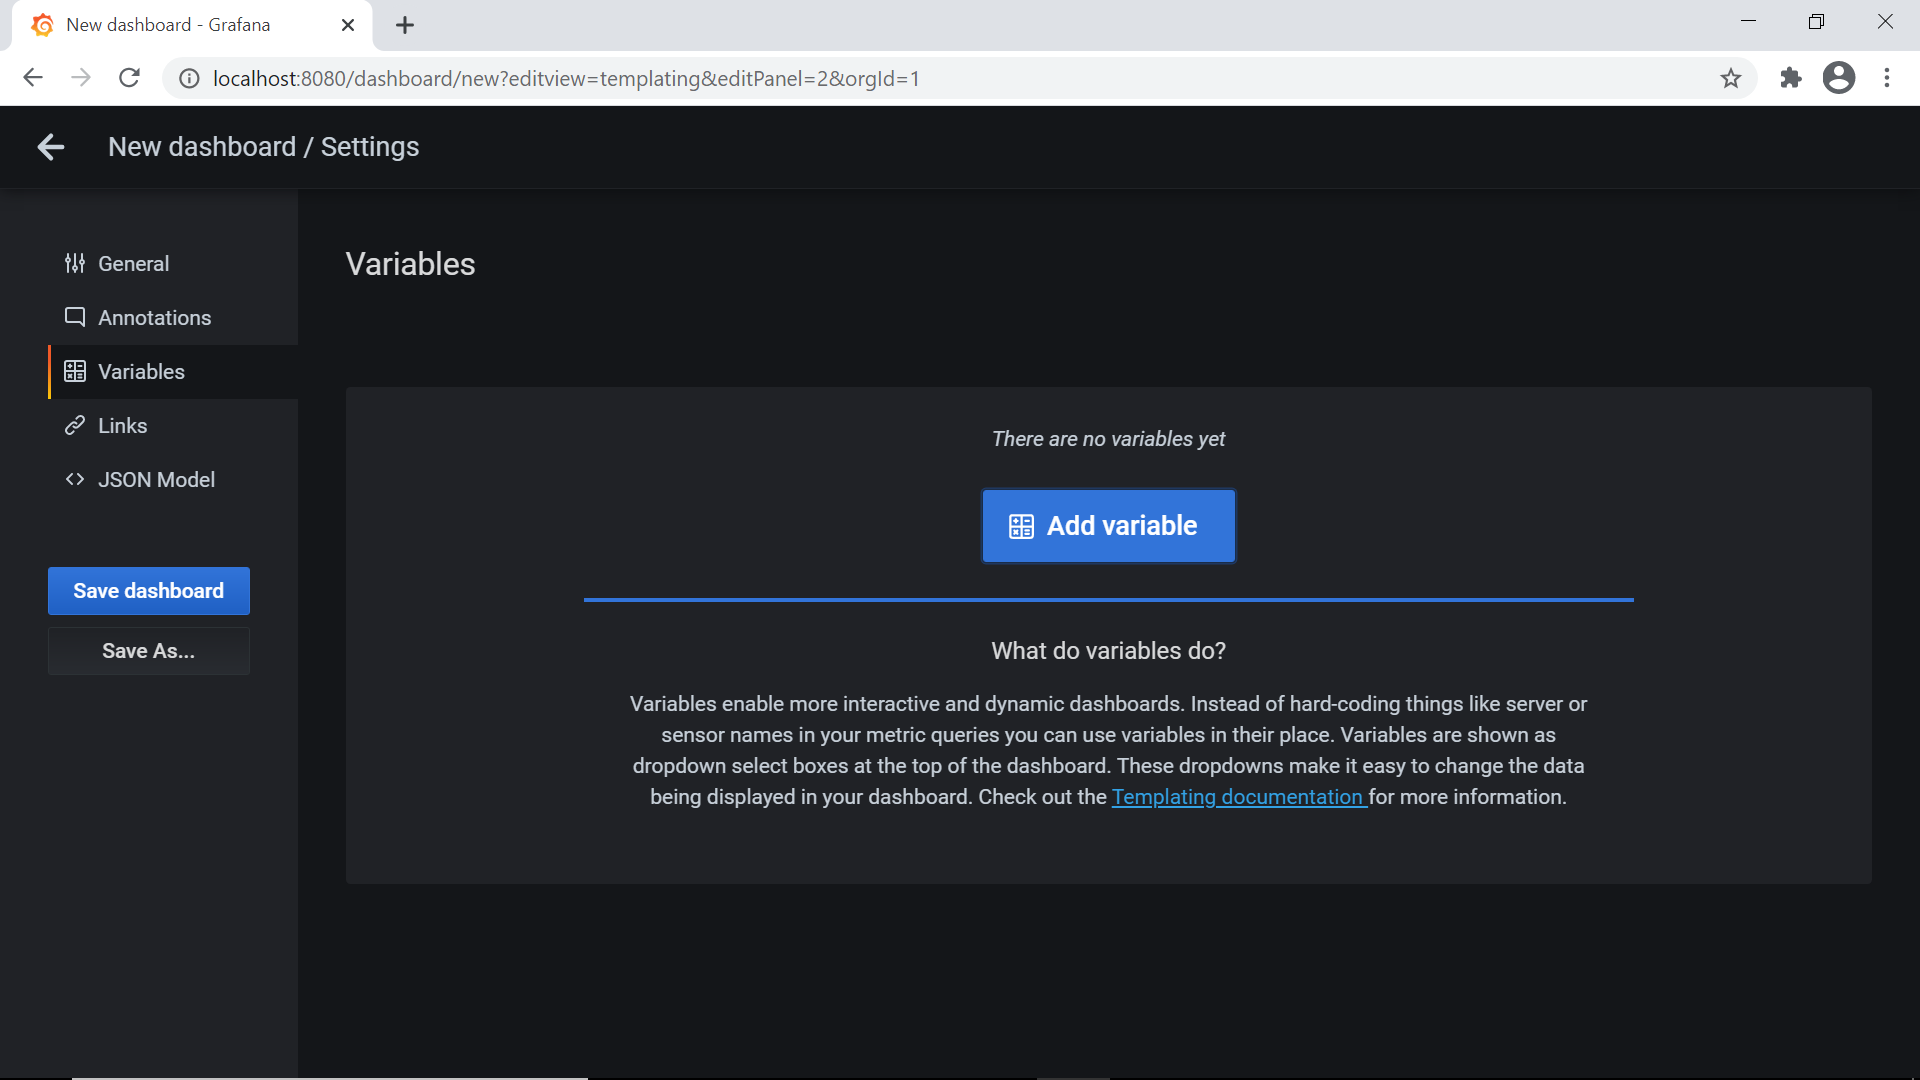 New dashboard - Grafana
localhost:8080/dashboard/new?editview=templating&editPanel=2&orgId=1
New dashboard / Settings
General
Annotations
Variables
Links
JSON Model
Save dashboard
Save As...
Variables
There are no variables yet
Add variable
What do variables do?
Variables enable more interactive and dynamic dashboards. Instead of hard-coding things like server or
sensor names in your metric queries you can use variables in their place. Variables are shown as
dropdown select boxes at the top of the dashboard. These dropdowns make it easy to change the data
being displayed in your dashboard. Check out the Templating documentation for more information.